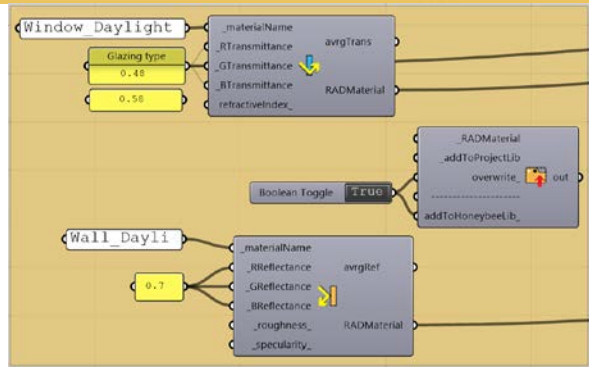 Window_Daylight
_materialName
_RTransmittance
_GTransmittance
_BTransmittance
refractiveIndex_
avrgTrans
RADMaterial
Glazing type
0.48
0.58
_RADMaterial
_addToProjectLib
overwrite_
--------------------
addToHoneybeeLib_
out
Boolean Toggle True
Wall_Dayli
_materialName
_RReflectance
_GReflectance
_BReflectance
_roughness_
_specularity_
avrgRef
RADMaterial
0.7